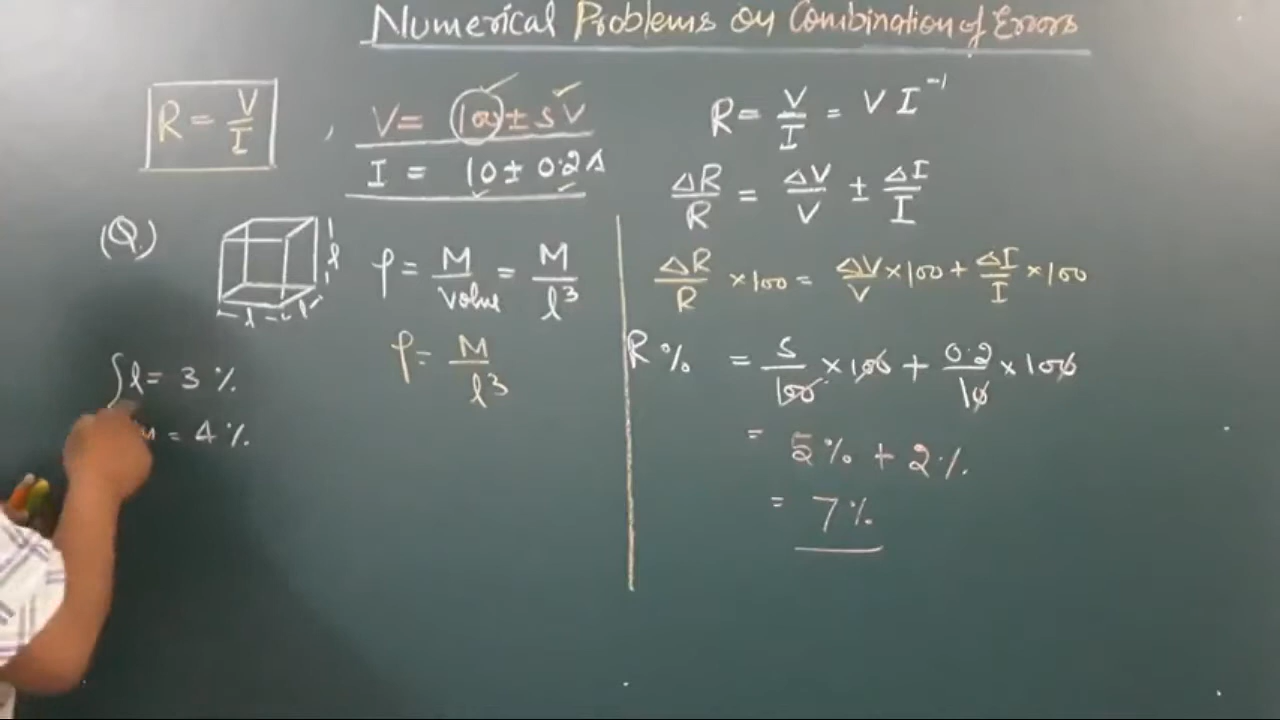 Numerical Problems on Combination of Errors
R = V/I , V = 100 ± 5 V
I = 10 ± 0.2 A
(Q.)
l
l l
ρ = M/Volume = M/l³
ρ = M/l³
∫l = 3 %
= 4 %.
R = V/I = V I⁻¹
ΔR/R = ΔV/V ± ΔI/I
ΔR/R × 100 = ΔV/V × 100 + ΔI/I × 100
R % = 5/100 × 100 + 0.2/10 × 100
= 5 % + 2 %.
= 7 %